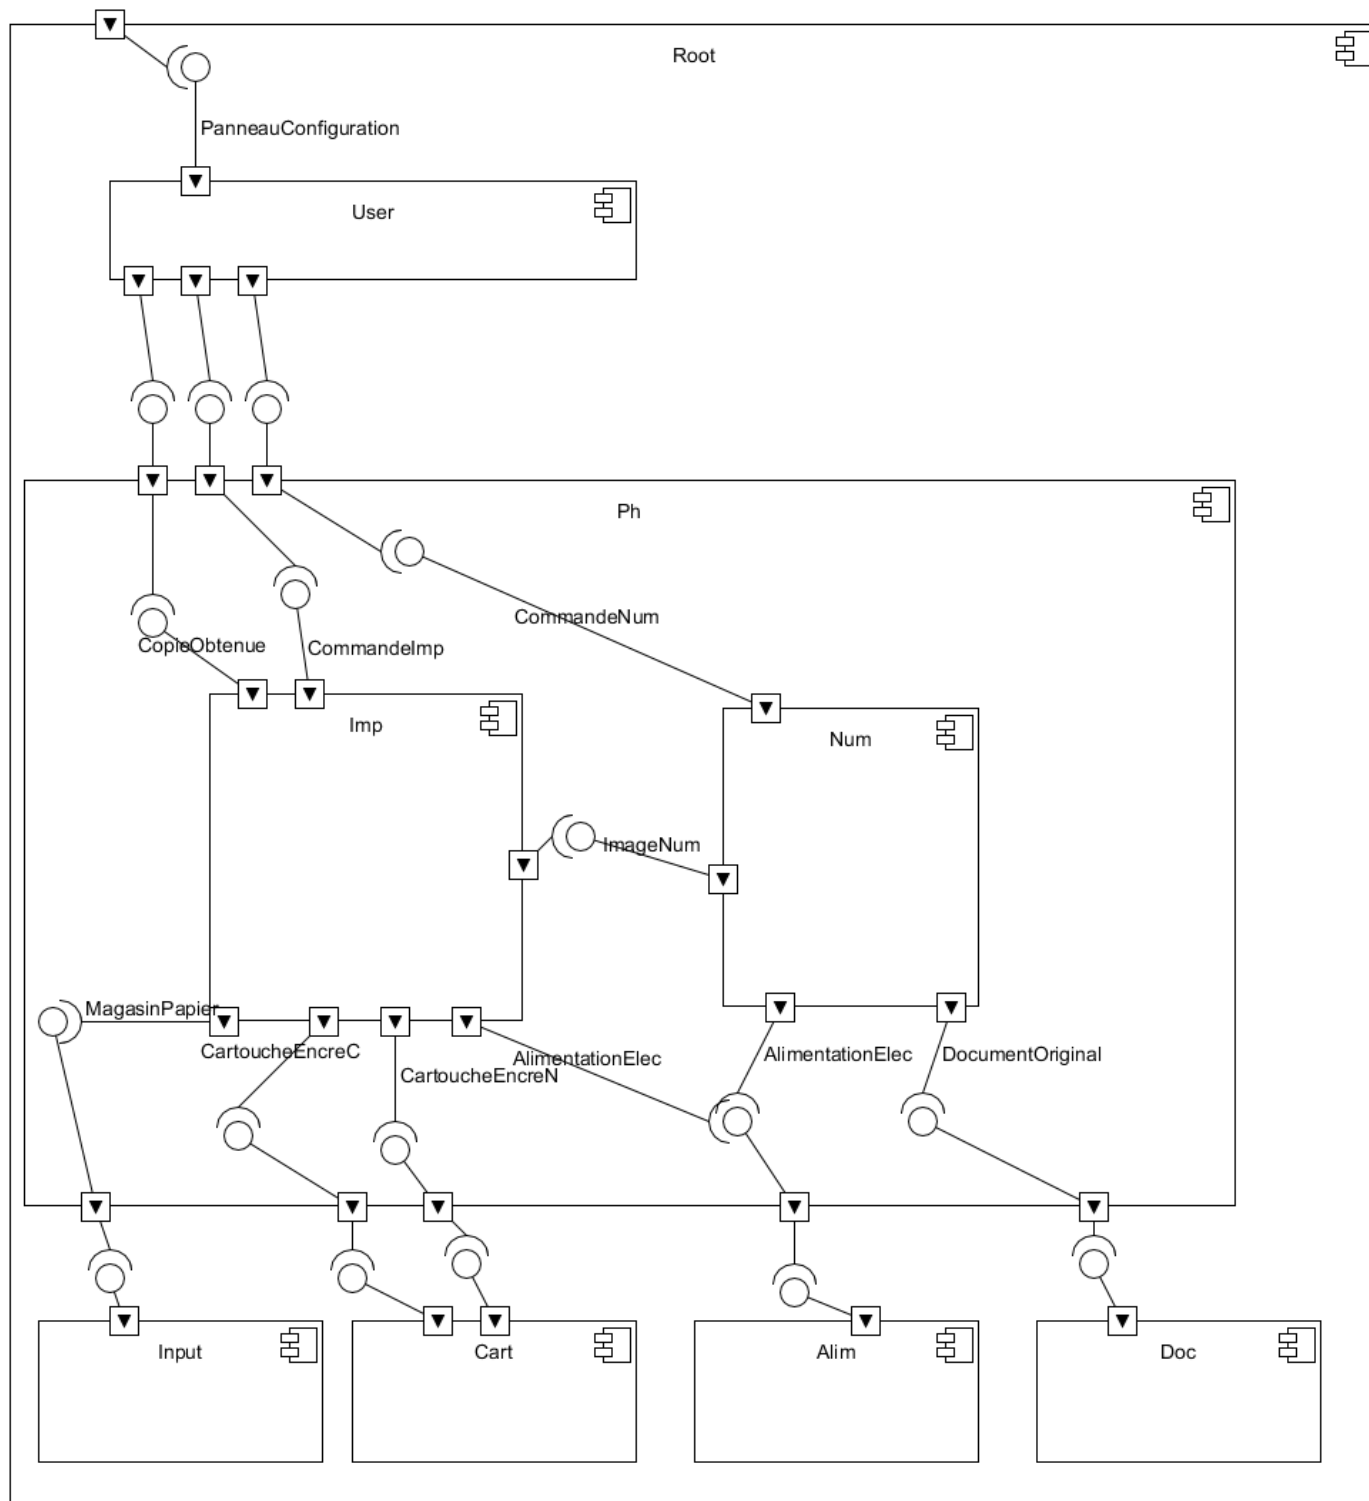 Root
PanneauConfiguration
User
Ph
CommandeNum
CopieObtenue
CommandeImp
Imp
Num
ImageNum
MagasinPapier
CartoucheEncreC
AlimentationElec
AlimentationElec
DocumentOriginal
CartoucheEncreN
Input
Cart
Alim
Doc